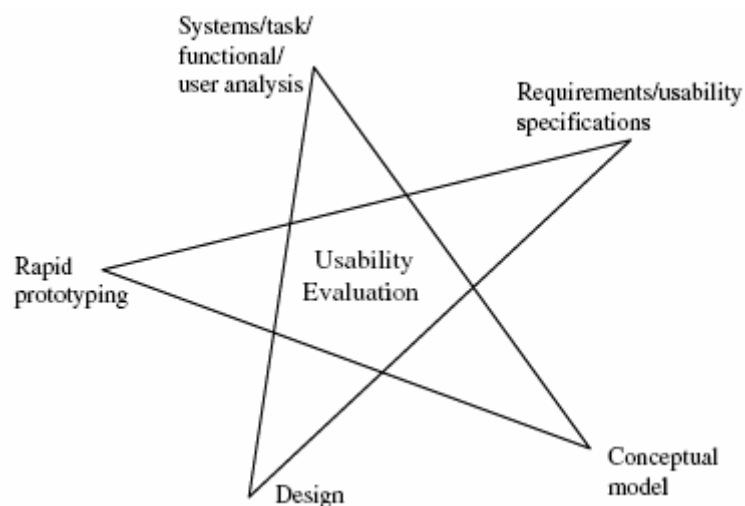 Systems/task/
functional/
user analysis
Requirements/usability
specifications
Usability
Evaluation
Rapid
prototyping
Conceptual
model
Design